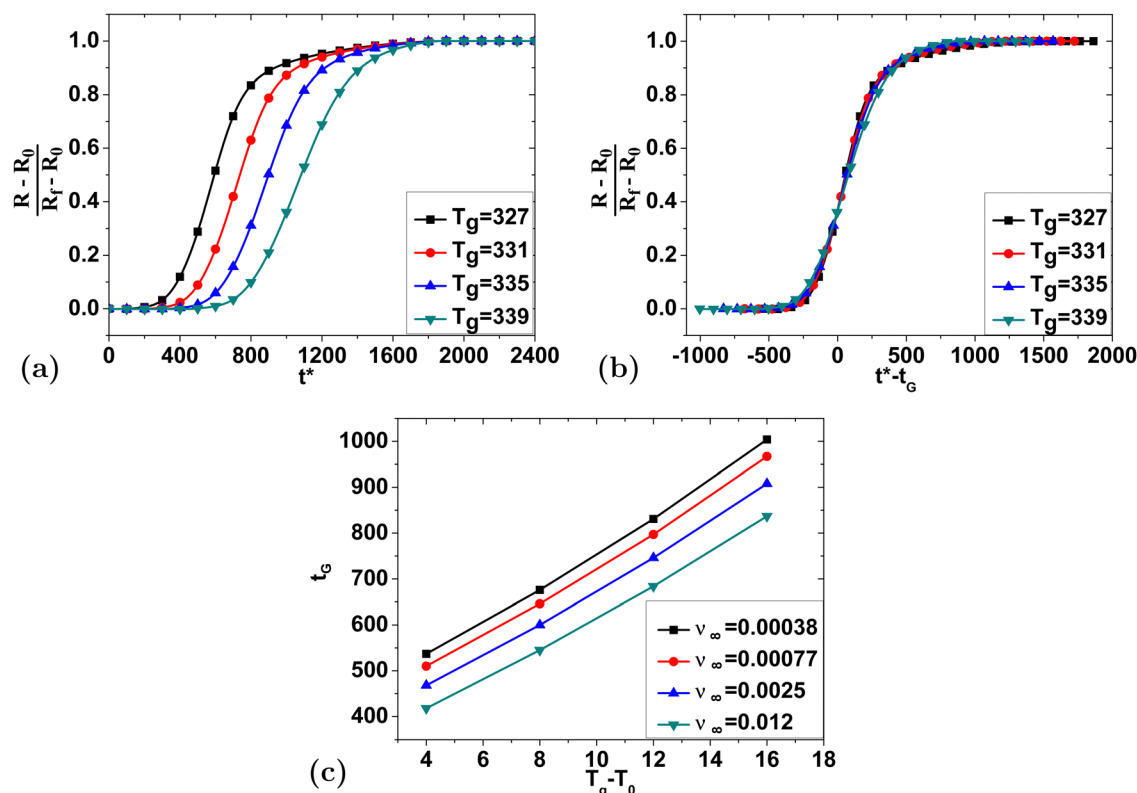 1.0
0.8
0.6
0.4
0.2
0.0
R - R0
Rf - R0
Tg=327
Tg=331
Tg=335
Tg=339
0 400 800 1200 1600 2000 2400
t*
(a)
1.0
0.8
0.6
0.4
0.2
0.0
R - R0
Rf - R0
Tg=327
Tg=331
Tg=335
Tg=339
-1000 -500 0 500 1000 1500 2000
t*-tG
(b)
1000
900
800
700
600
500
400
tG
ν∞=0.00038
ν∞=0.00077
ν∞=0.0025
ν∞=0.012
4 6 8 10 12 14 16 18
Tg-T0
(c)